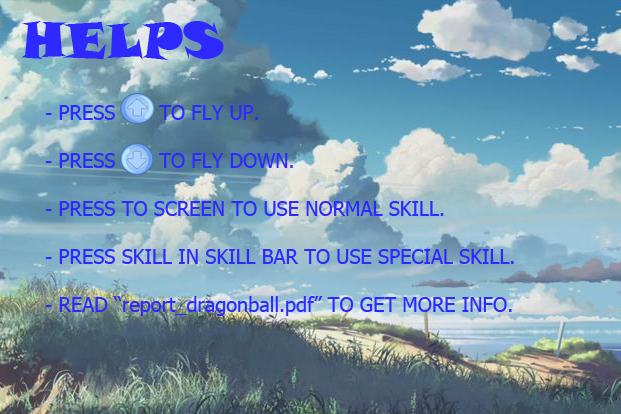 HELPS
- PRESS TO FLY UP.
- PRESS TO FLY DOWN.
- PRESS TO SCREEN TO USE NORMAL SKILL.
- PRESS SKILL IN SKILL BAR TO USE SPECIAL SKILL.
- READ “report_dragonball.pdf” TO GET MORE INFO.